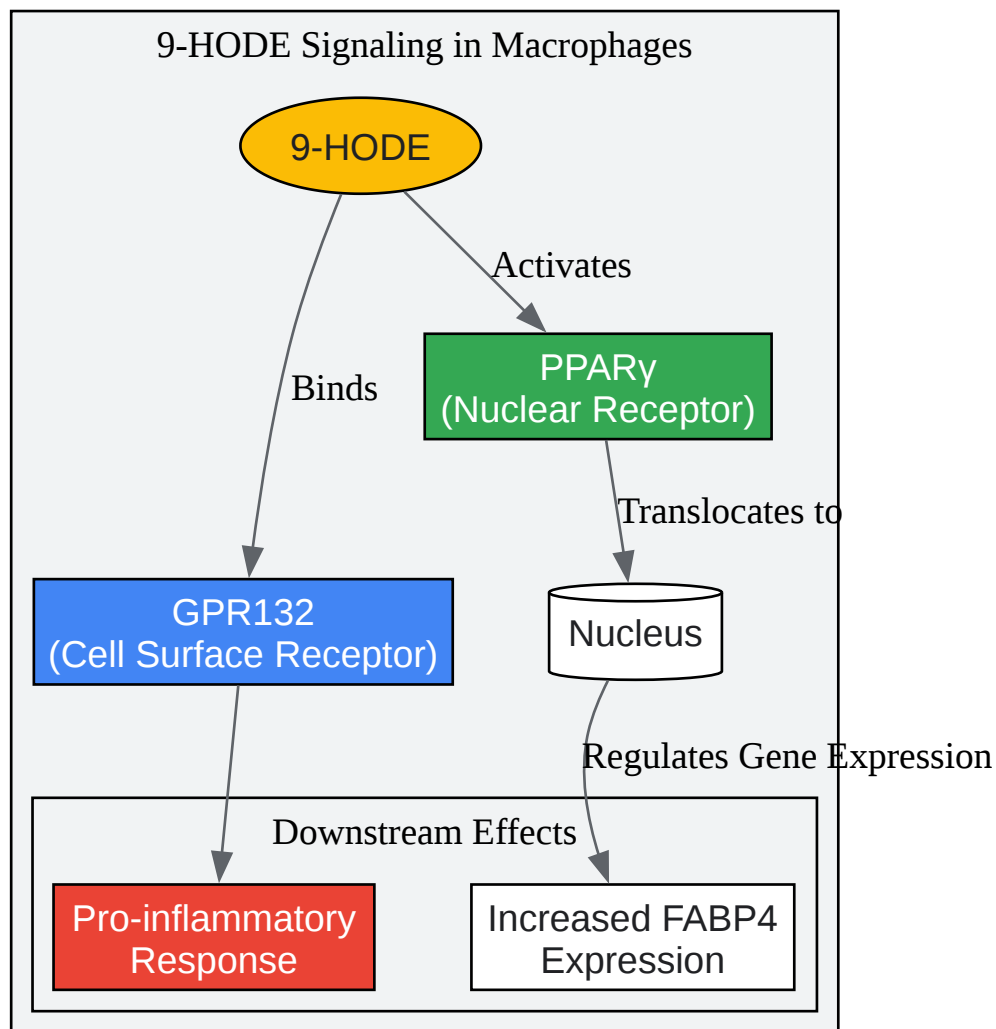 9-HODE Signaling in Macrophages
9-HODE
Activates
PPARγ
(Nuclear Receptor)
Binds
Translocates to
GPR132
(Cell Surface Receptor)
Nucleus
Regulates Gene Expression
Downstream Effects
Pro-inflammatory
Response
Increased FABP4
Expression